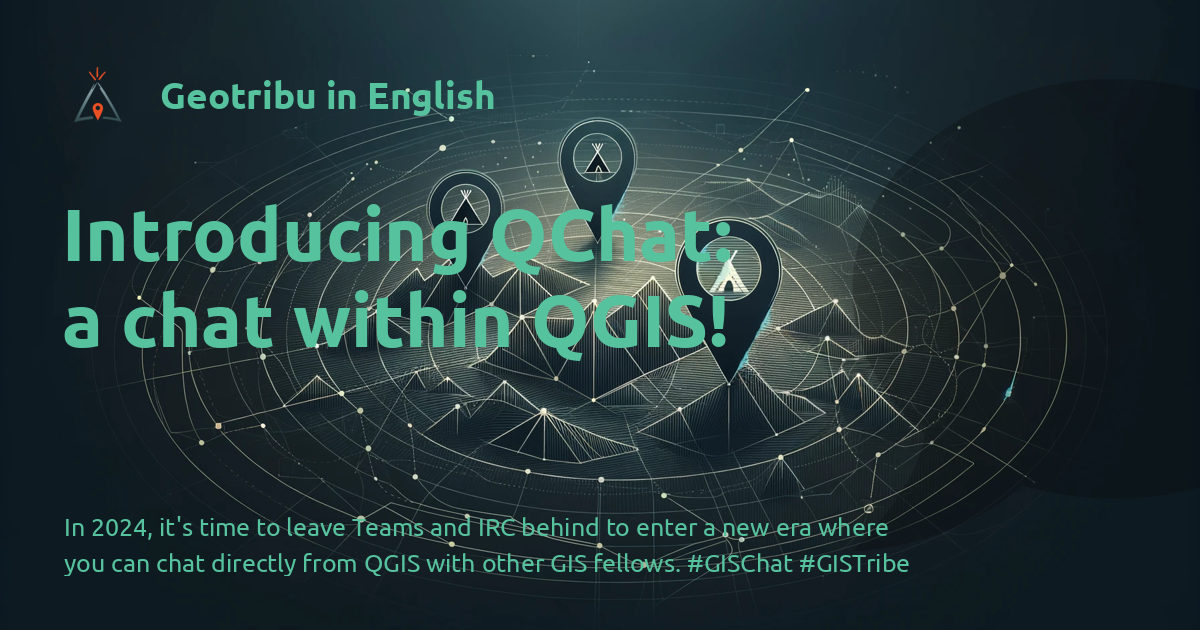 Geotribu in English
Introducing QChat:
a chat within QGIS!
In 2024, it's time to leave Teams and IRC behind to enter a new era where
you can chat directly from QGIS with other GIS fellows. #GISChat #GISTribe